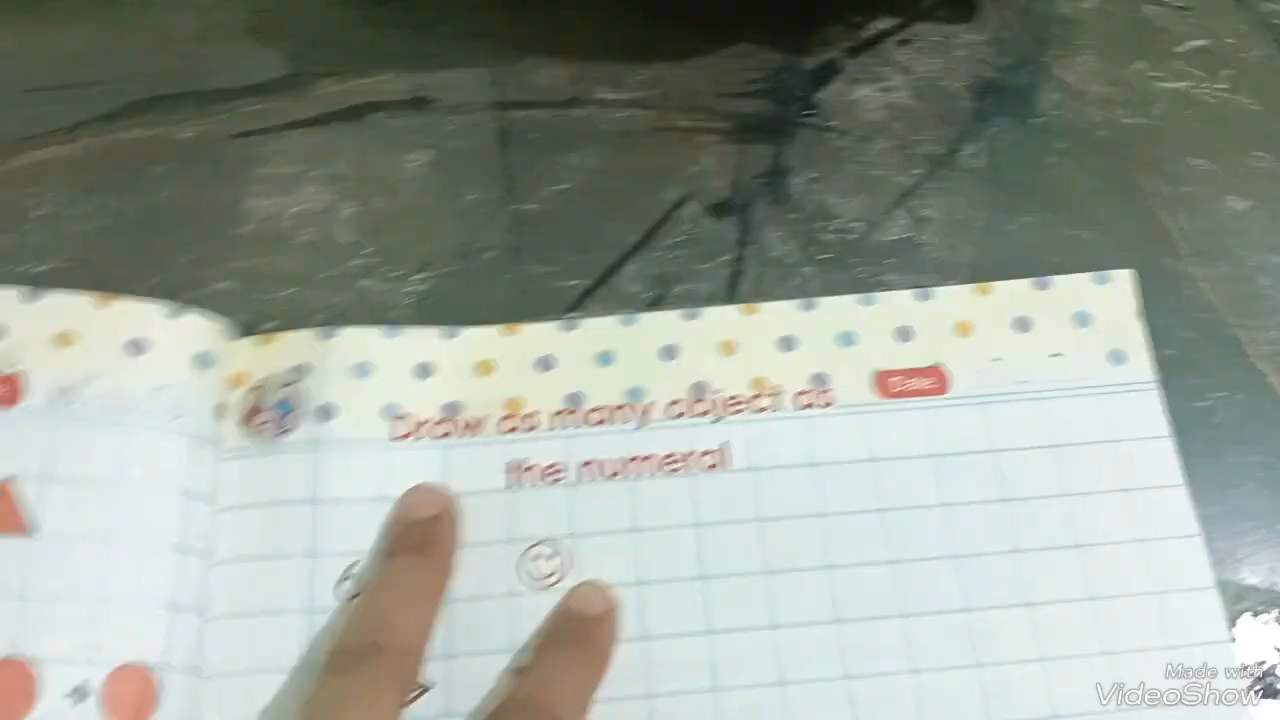 Date:
Draw as many object as
the numeral
Made with
VideoShow